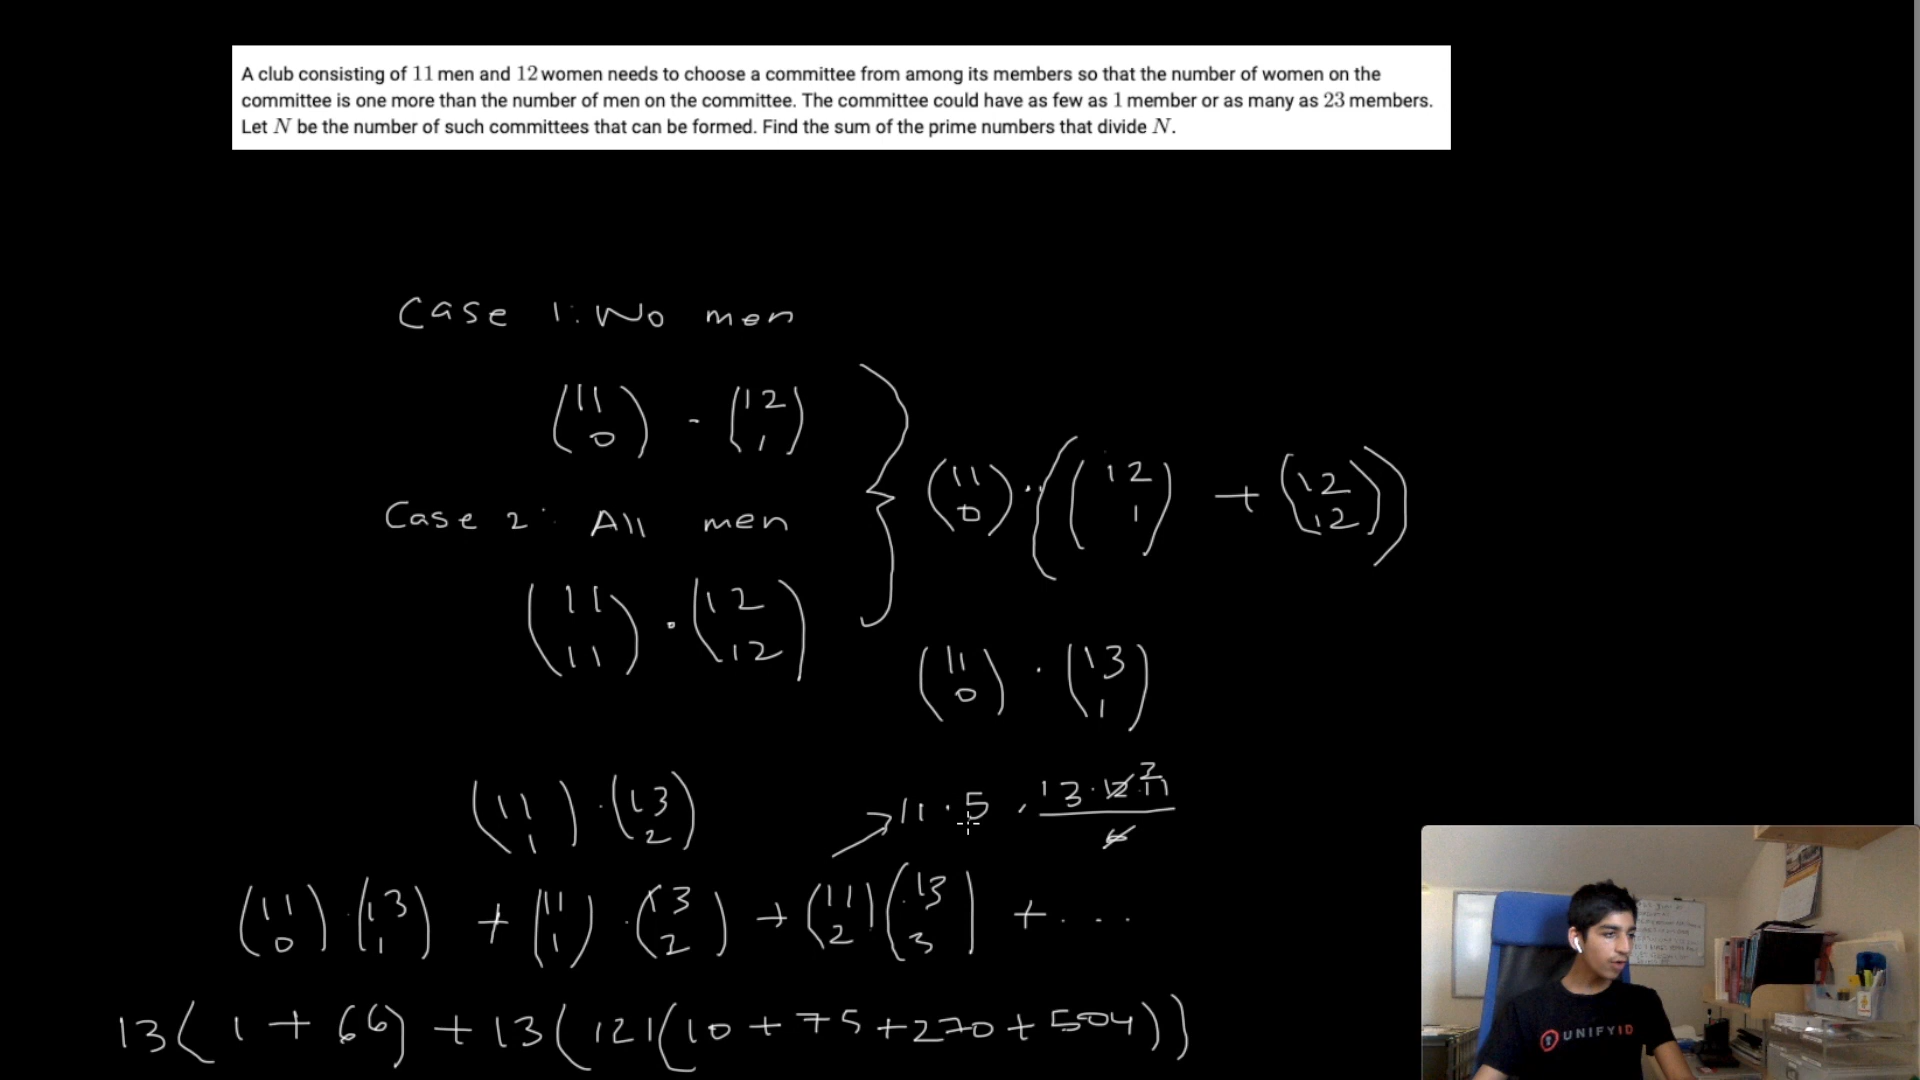 A club consisting of 11 men and 12 women needs to choose a committee from among its members so that the number of women on the
committee is one more than the number of men on the committee. The committee could have as few as 1 member or as many as 23 members.
Let N be the number of such committees that can be formed. Find the sum of the prime numbers that divide N.
Case 1: No men
(11 0) · (12 1)
Case 2: All men
(11 11) · (12 12)
(11 0) · ((12 1) + (12 12))
(11 0) · (13 1)
(11 1) · (13 2)
11 · 5 · 13 · 12 2 11 / 6
(11 0) · (13 1) + (11 1) · (13 2) + (11 2) (13 3) + . . .
13 ( 1 + 66) + 13 ( 121 ( 10 + 75 + 270 + 504 ) )
UNIFYID